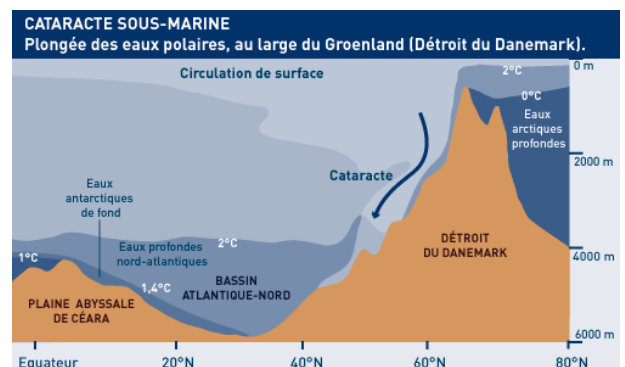 CATARACTE SOUS-MARINE
Plongée des eaux polaires, au large du Groenland (Détroit du Danemark).
Circulation de surface
0 m
2°C
0°C
Eaux
arctiques
profondes
2000 m
Cataracte
Eaux
antarctiques
de fond
Eaux profondes
nord-atlantiques
2°C
DÉTROIT
DU DANEMARK
4000 m
1°C
1,4°C
BASSIN
ATLANTIQUE-NORD
PLAINE ABYSSALE
DE CÉARA
6000 m
Equateur
20°N
40°N
60°N
80°N